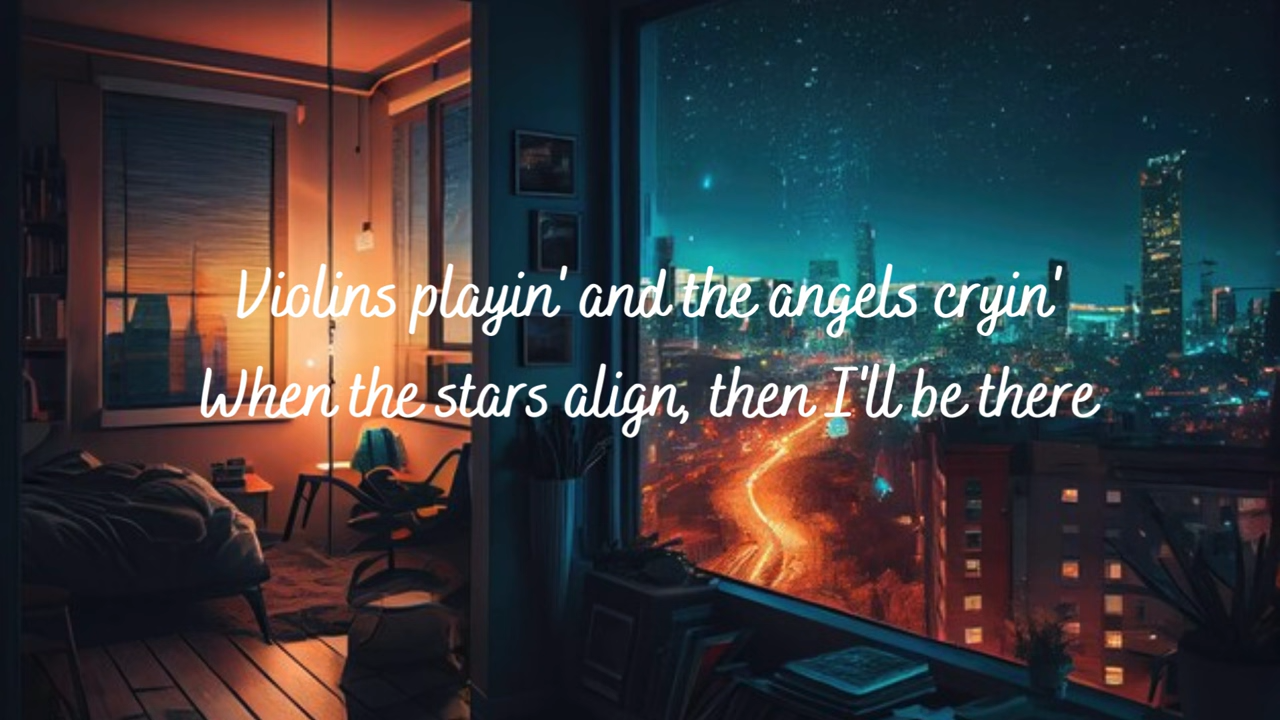 Violins playin' and the angels cryin'
When the stars align, then I'll be there